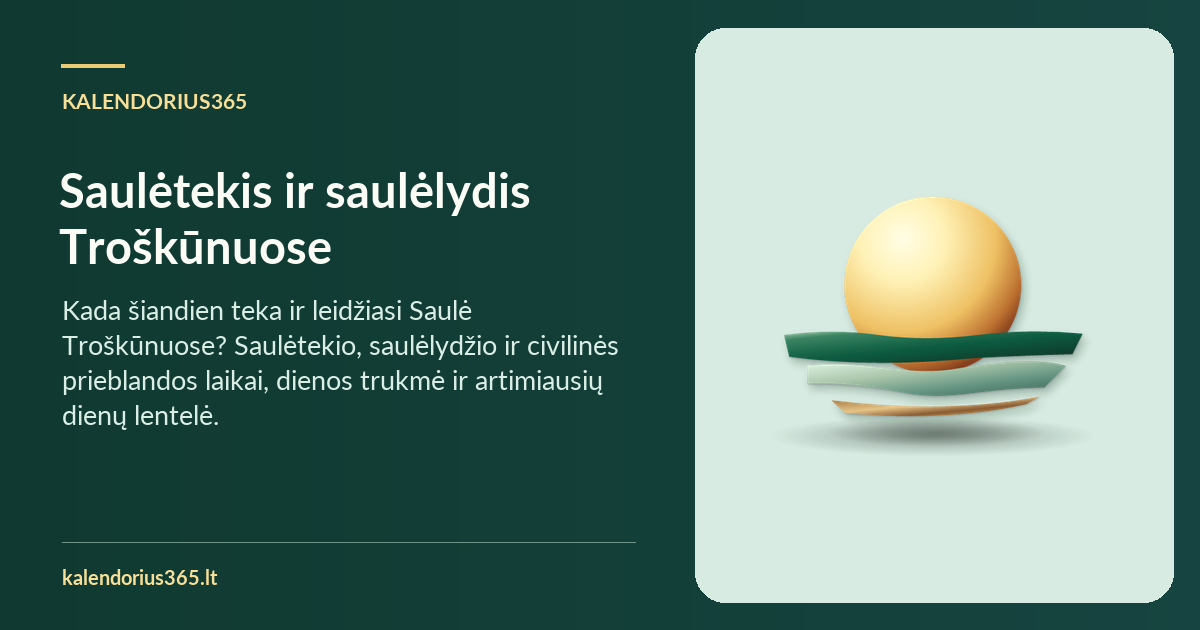 KALENDORIUS365
Saulėtekis ir saulėlydis
Troškūnuose
Kada šiandien teka ir leidžiasi Saulė
Troškūnuose? Saulėtekio, saulėlydžio ir civilinės
prieblandos laikai, dienos trukmė ir artimiausių
dienų lentelė.
kalendorius365.lt